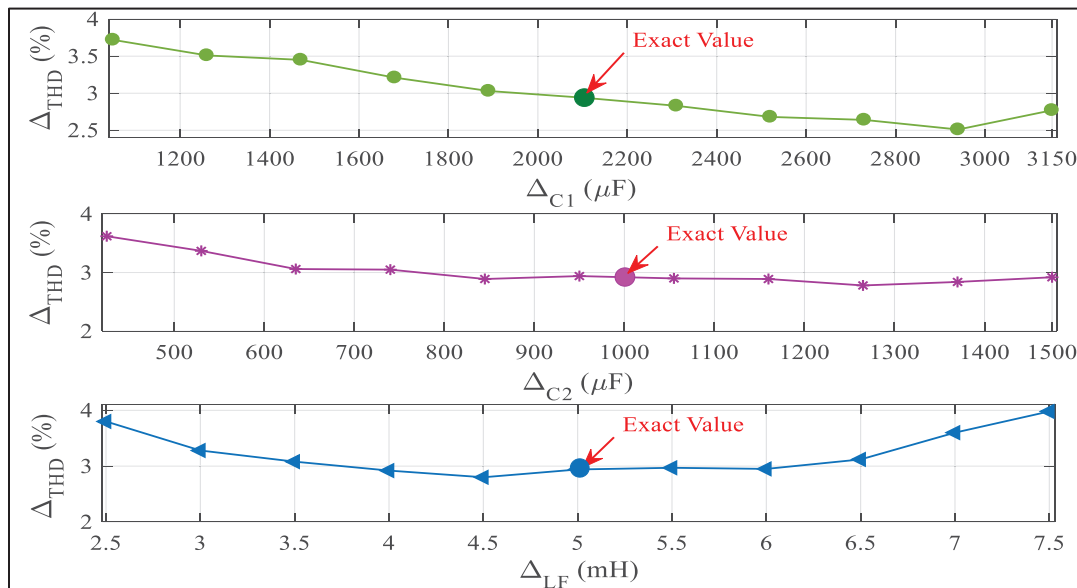 Δ_THD (%)
4
3.5
3
2.5
Exact Value
1200 1400 1600 1800 2000 2200 2400 2600 2800 3000 3150
Δ_C1 (μF)
Δ_THD (%)
4
3
2
Exact Value
500 600 700 800 900 1000 1100 1200 1300 1400 1500
Δ_C2 (μF)
Δ_THD (%)
4
3
2
Exact Value
2.5 3 3.5 4 4.5 5 5.5 6 6.5 7 7.5
Δ_LF (mH)